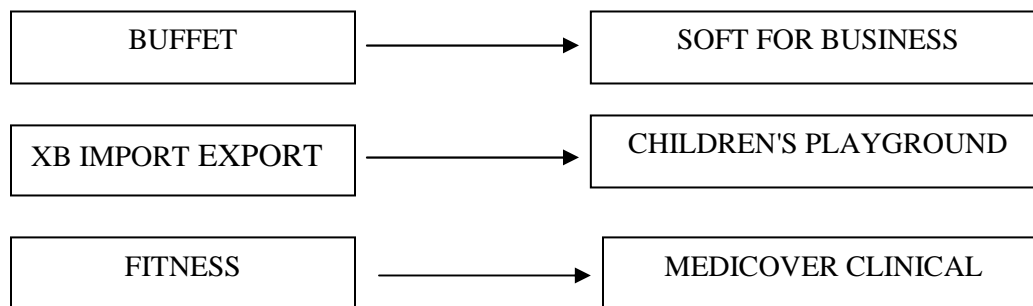 BUFFET
SOFT FOR BUSINESS
XB IMPORT EXPORT
CHILDREN'S PLAYGROUND
FITNESS
MEDICOVER CLINICAL